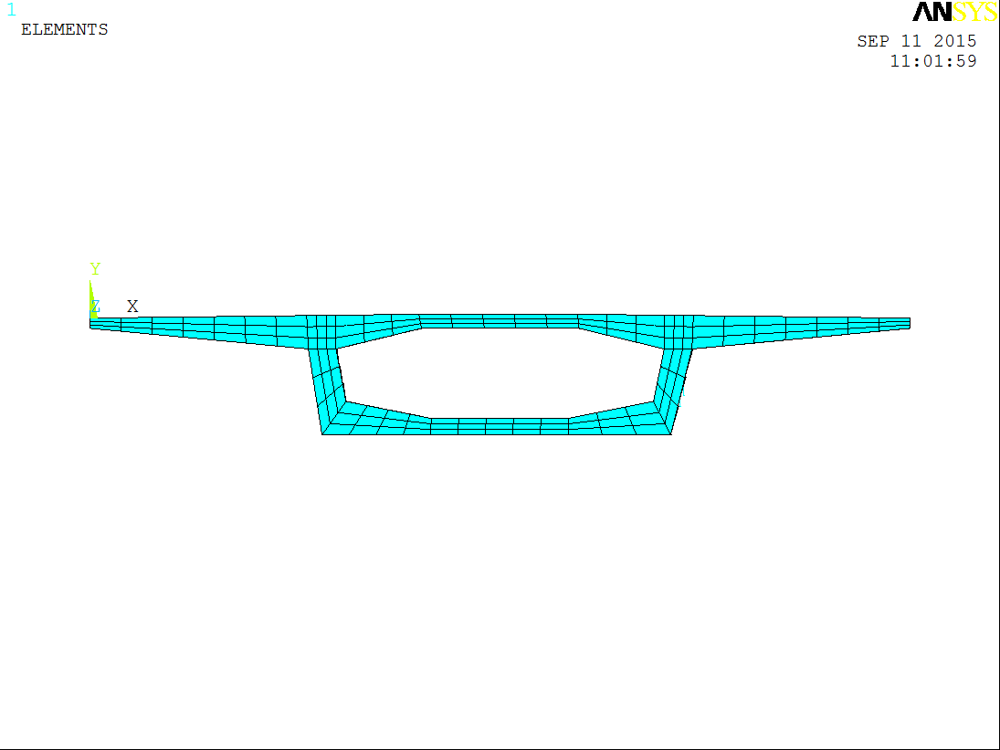 1
ELEMENTS
ANSYS
SEP 11 2015
11:01:59
Y
Z
X